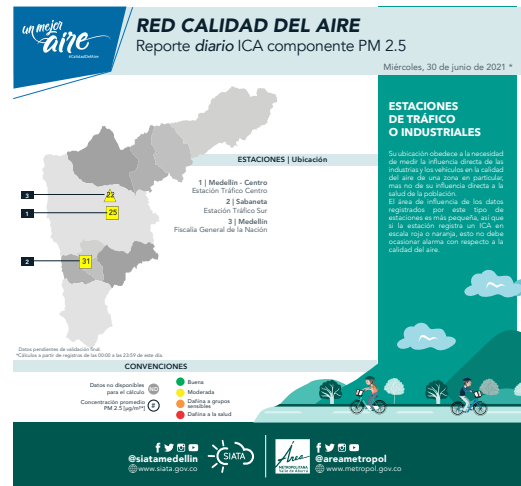 un mejor
aire
#CalidadDelAire
RED CALIDAD DEL AIRE
Reporte diario ICA componente PM 2.5
Miércoles, 30 de junio de 2021 *
ESTACIONES | Ubicación
1 | Medellín - Centro
Estación Tráfico Centro
2 | Sabaneta
Estación Tráfico Sur
3 | Medellín
Fiscalía General de la Nación
3
22
1
25
2
31
ESTACIONES
DE TRÁFICO
O INDUSTRIALES
Su ubicación obedece a la necesidad
de medir la influencia directa de las
industrias y los vehículos en la calidad
del aire de una zona en particular,
mas no de su influencia directa a la
salud de la población.
El área de influencia de los datos
registrados por este tipo de
estaciones es más pequeña, así que
si la estación registra un ICA en
escala roja o naranja, esto no debe
ocasionar alarma con respecto a la
calidad del aire.
Datos pendientes de validación final.
*Cálculos a partir de registros de las 00:00 a las 23:59 de este día.
CONVENCIONES
Datos no disponibles
para el cálculo
ND
Concentración promedio
PM 2.5 [µg/m³*]
#
Buena
Moderada
Dañina a grupos
sensibles
Dañina a la salud
@siatamedellin
www.siata.gov.co
SIATA
Área
METROPOLITANA
Valle de Aburrá
@areametropol
www.metropol.gov.co